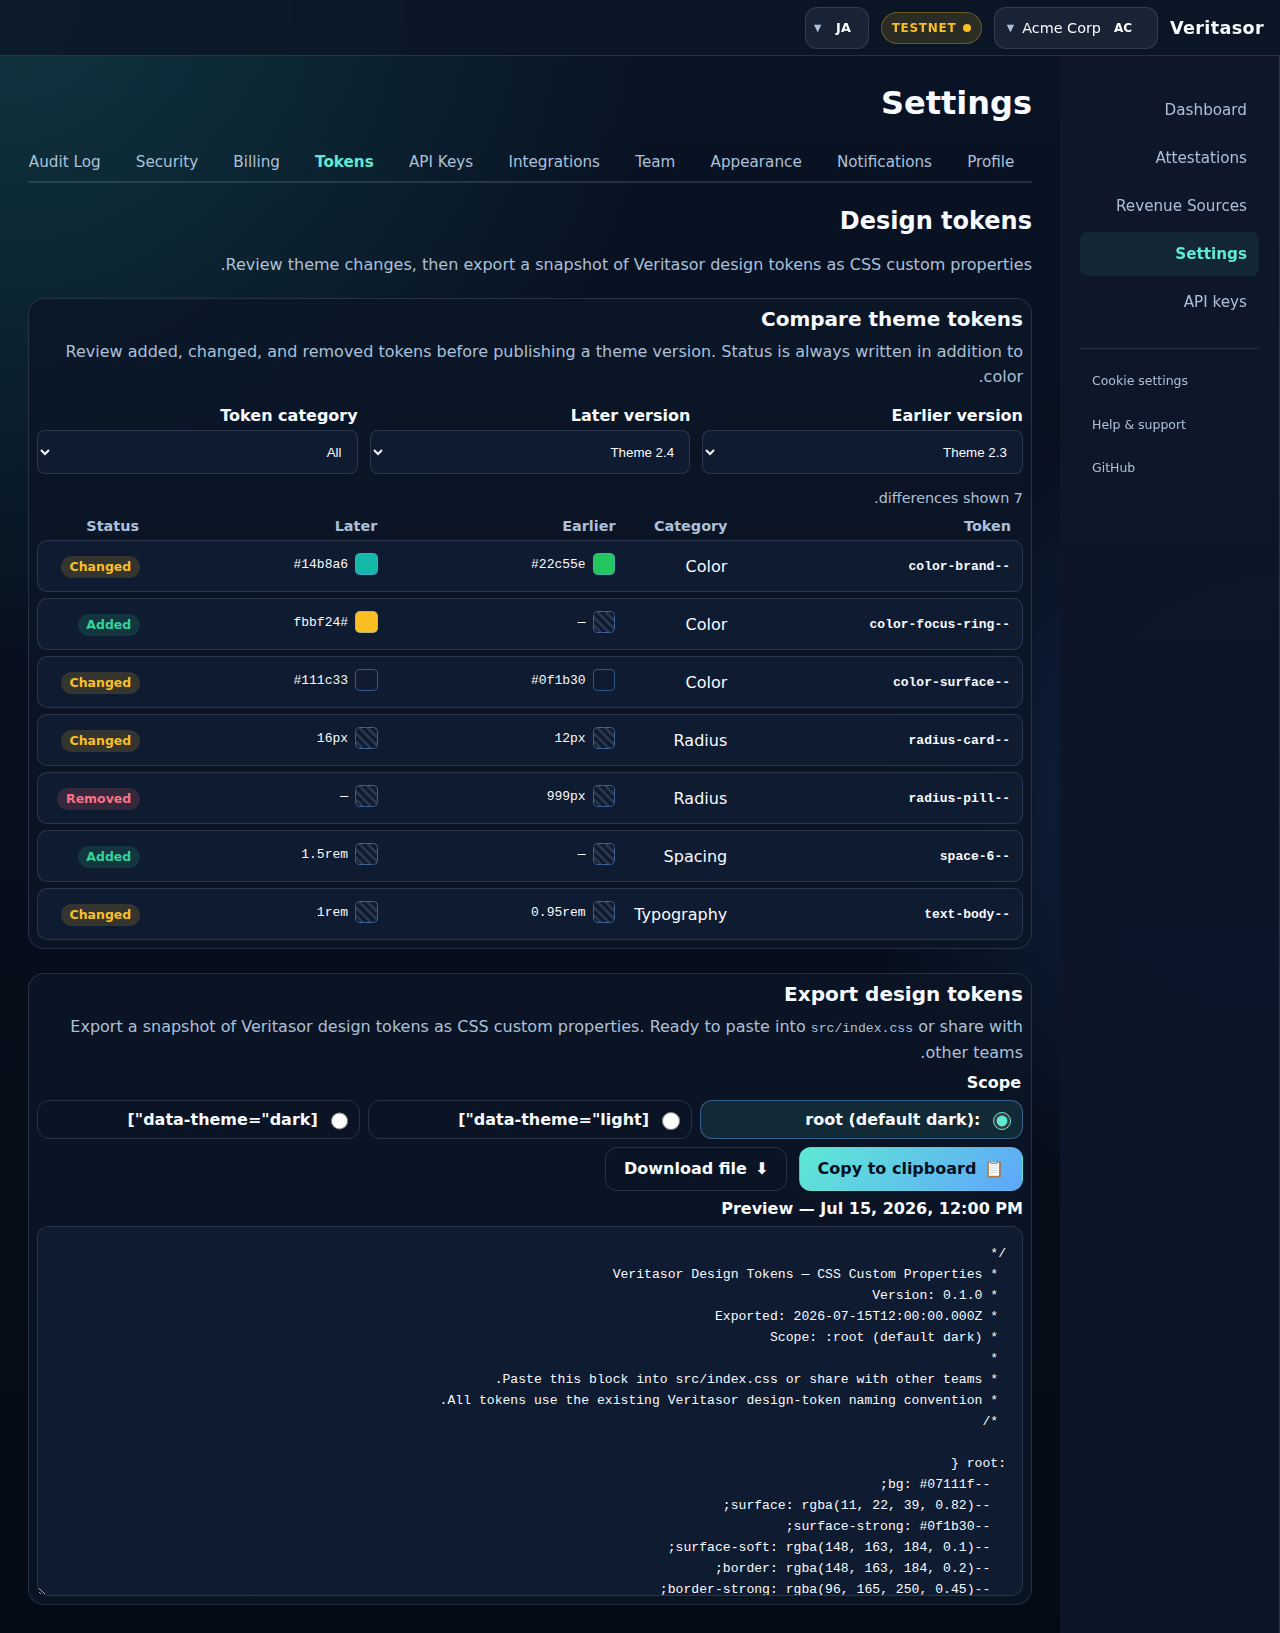 ▼ JA TESTNET ● ▼ Acme Corp AC Veritasor
Dashboard
Attestations
Revenue Sources
Settings
API keys
Cookie settings
Help & support
GitHub
Settings
Audit Log Security Billing Tokens API Keys Integrations Team Appearance Notifications Profile
Design tokens
.Review theme changes, then export a snapshot of Veritasor design tokens as CSS custom properties
Compare theme tokens
Review added, changed, and removed tokens before publishing a theme version. Status is always written in addition to
.color
Token category Later version Earlier version
All Theme 2.4 Theme 2.3
.differences shown 7
Status Later Earlier Category Token
Changed #14b8a6 #22c55e Color color-brand--
Added fbbf24# — Color color-focus-ring--
Changed #111c33 #0f1b30 Color color-surface--
Changed 16px 12px Radius radius-card--
Removed — 999px Radius radius-pill--
Added 1.5rem — Spacing space-6--
Changed 1rem 0.95rem Typography text-body--
Export design tokens
Export a snapshot of Veritasor design tokens as CSS custom properties. Ready to paste into src/index.css or share with
.other teams
Scope
["data-theme="dark] ["data-theme="light] root (default dark):
Download file ⬇ Copy to clipboard 📋
Preview — Jul 15, 2026, 12:00 PM
*/
Veritasor Design Tokens — CSS Custom Properties *
Version: 0.1.0 *
Exported: 2026-07-15T12:00:00.000Z *
Scope: :root (default dark) *
*
.Paste this block into src/index.css or share with other teams *
.All tokens use the existing Veritasor design-token naming convention *
/*
} root:
;bg: #07111f--
;surface: rgba(11, 22, 39, 0.82)--
;surface-strong: #0f1b30--
;surface-soft: rgba(148, 163, 184, 0.1)--
;border: rgba(148, 163, 184, 0.2)--
;border-strong: rgba(96, 165, 250, 0.45)--